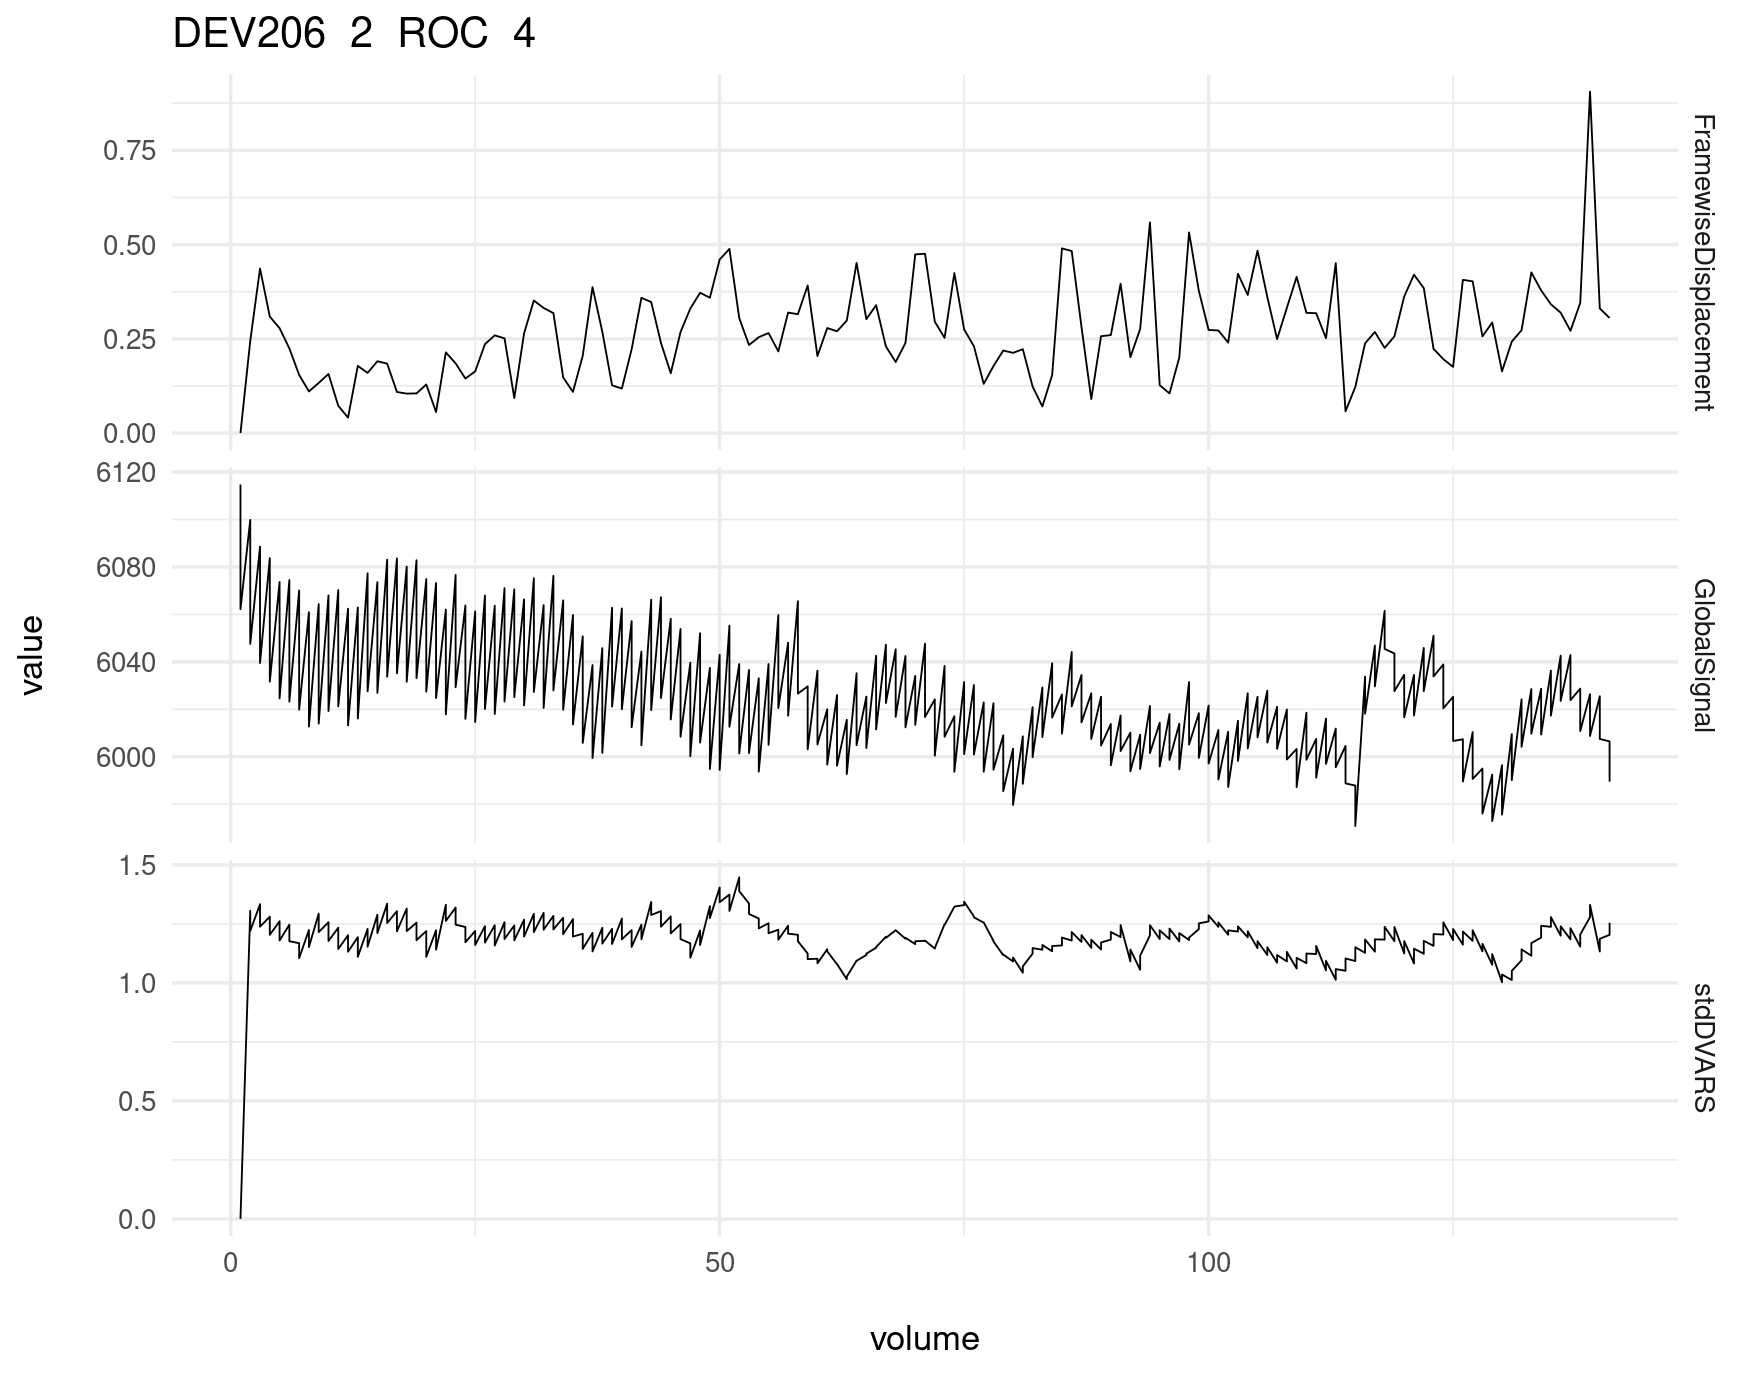 DEV206 2 ROC 4
0.75
0.50
0.25
0.00
FramewiseDisplacement
6120
6080
6040
6000
GlobalSignal
value
1.5
1.0
0.5
0.0
stdDVARS
0 50 100
volume